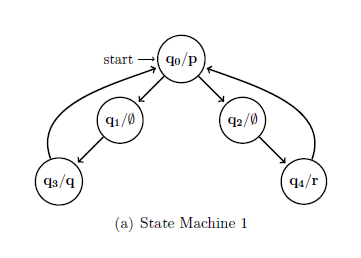 start
q₀/p
q₁/∅
q₂/∅
q₃/q
q₄/r
(a) State Machine 1